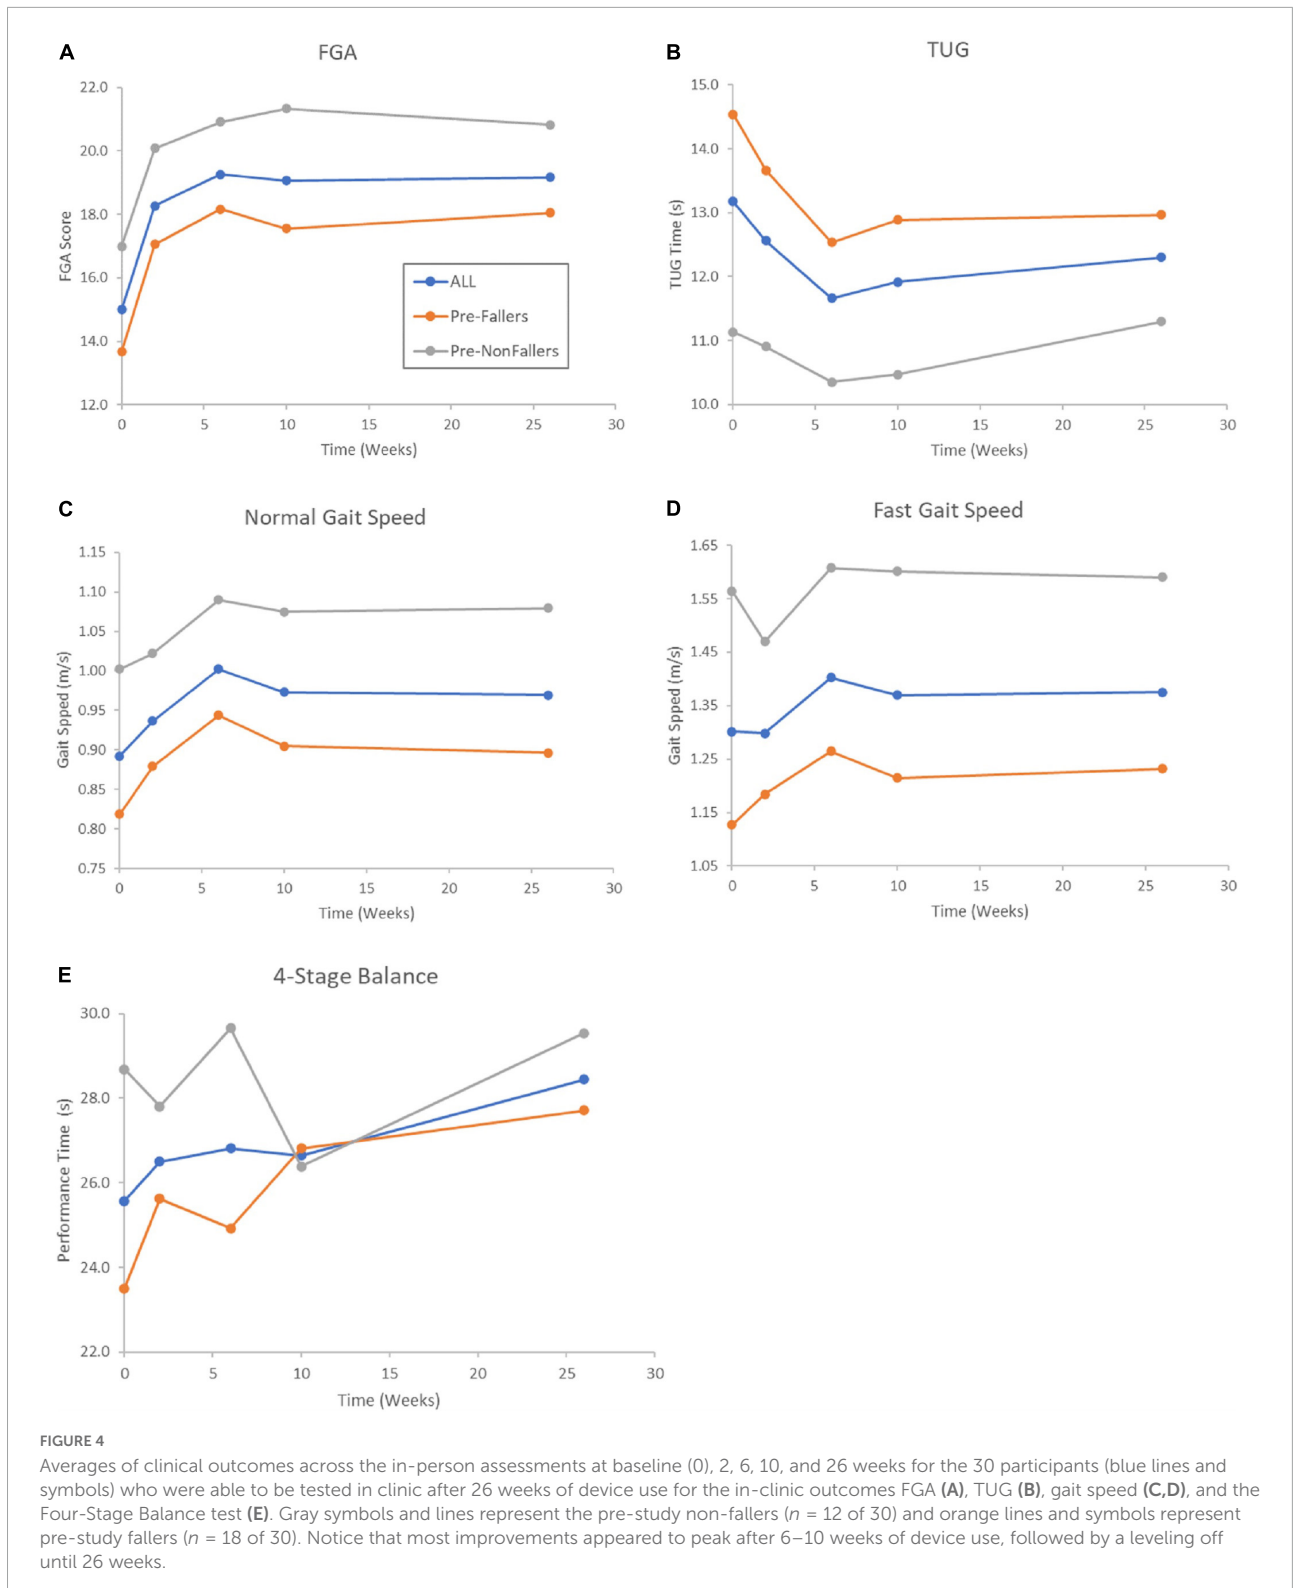 A
FGA
22.0
20.0
18.0
16.0
14.0
12.0
FGA Score
0 5 10 15 20 25 30
Time (Weeks)
ALL
Pre-Fallers
Pre-NonFallers
B
TUG
15.0
14.0
13.0
12.0
11.0
10.0
TUG Time (s)
0 5 10 15 20 25 30
Time (Weeks)
C
Normal Gait Speed
1.15
1.10
1.05
1.00
0.95
0.90
0.85
0.80
0.75
Gait Spped (m/s)
0 5 10 15 20 25 30
Time (Weeks)
D
Fast Gait Speed
1.65
1.55
1.45
1.35
1.25
1.15
1.05
Gait Spped (m/s)
0 5 10 15 20 25 30
Time (Weeks)
E
4-Stage Balance
30.0
28.0
26.0
24.0
22.0
Performance Time (s)
0 5 10 15 20 25 30
Time (Weeks)
FIGURE 4
Averages of clinical outcomes across the in-person assessments at baseline (0), 2, 6, 10, and 26 weeks for the 30 participants (blue lines and
symbols) who were able to be tested in clinic after 26 weeks of device use for the in-clinic outcomes FGA (A), TUG (B), gait speed (C,D), and the
Four-Stage Balance test (E). Gray symbols and lines represent the pre-study non-fallers (n = 12 of 30) and orange lines and symbols represent
pre-study fallers (n = 18 of 30). Notice that most improvements appeared to peak after 6–10 weeks of device use, followed by a leveling off
until 26 weeks.